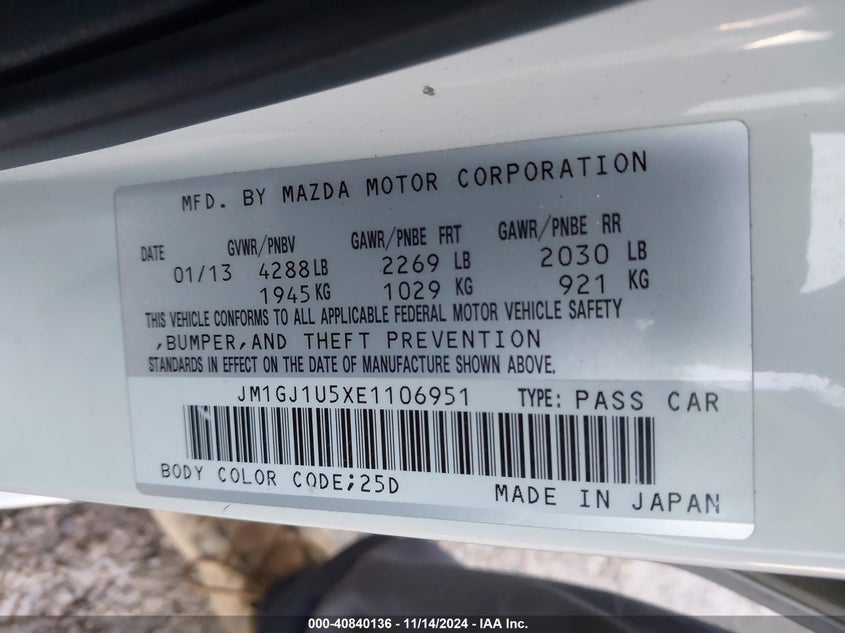 MFD. BY MAZDA MOTOR CORPORATION
DATE GVWR/PNBV GAWR/PNBE FRT GAWR/PNBE RR
01/13 4288 LB 2269 LB 2030 LB
1945 KG 1029 KG 921 KG
THIS VEHICLE CONFORMS TO ALL APPLICABLE FEDERAL MOTOR VEHICLE SAFETY
,BUMPER,AND THEFT PREVENTION
STANDARDS IN EFFECT ON THE DATE OF MANUFACTURE SHOWN ABOVE.
JM1GJ1U5XE1106951 TYPE: PASS CAR
BODY COLOR CODE;25D MADE IN JAPAN
000-40840136 - 11/14/2024 - IAA Inc.